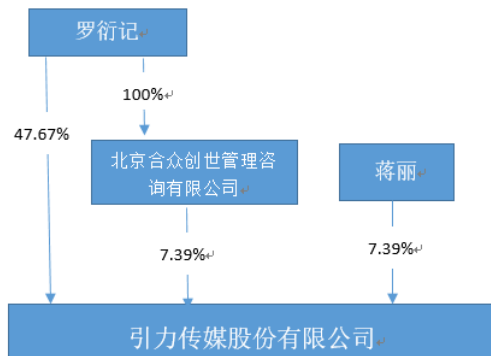 罗衍记
100%
47.67%
北京合众创世管理咨
询有限公司
蒋丽
7.39%
7.39%
引力传媒股份有限公司